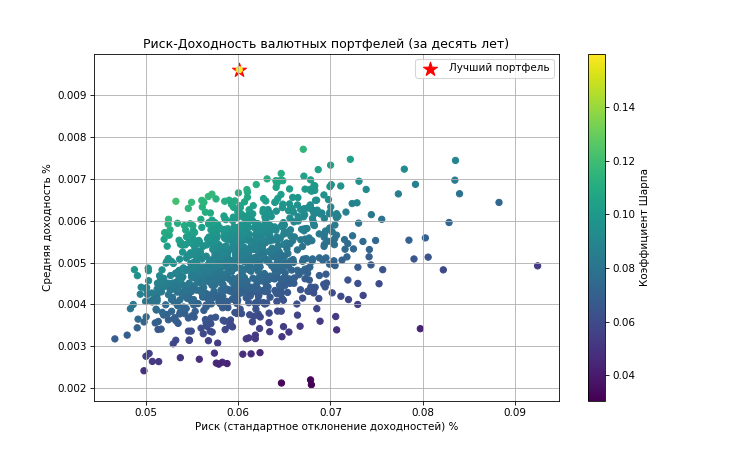 Риск-Доходность валютных портфелей (за десять лет)
Лучший портфель
Средняя доходность %
0.009
0.008
0.007
0.006
0.005
0.004
0.003
0.002
0.05 0.06 0.07 0.08 0.09
Риск (стандартное отклонение доходностей) %
0.14
0.12
0.10
0.08
0.06
0.04
Коэффициент Шарпа